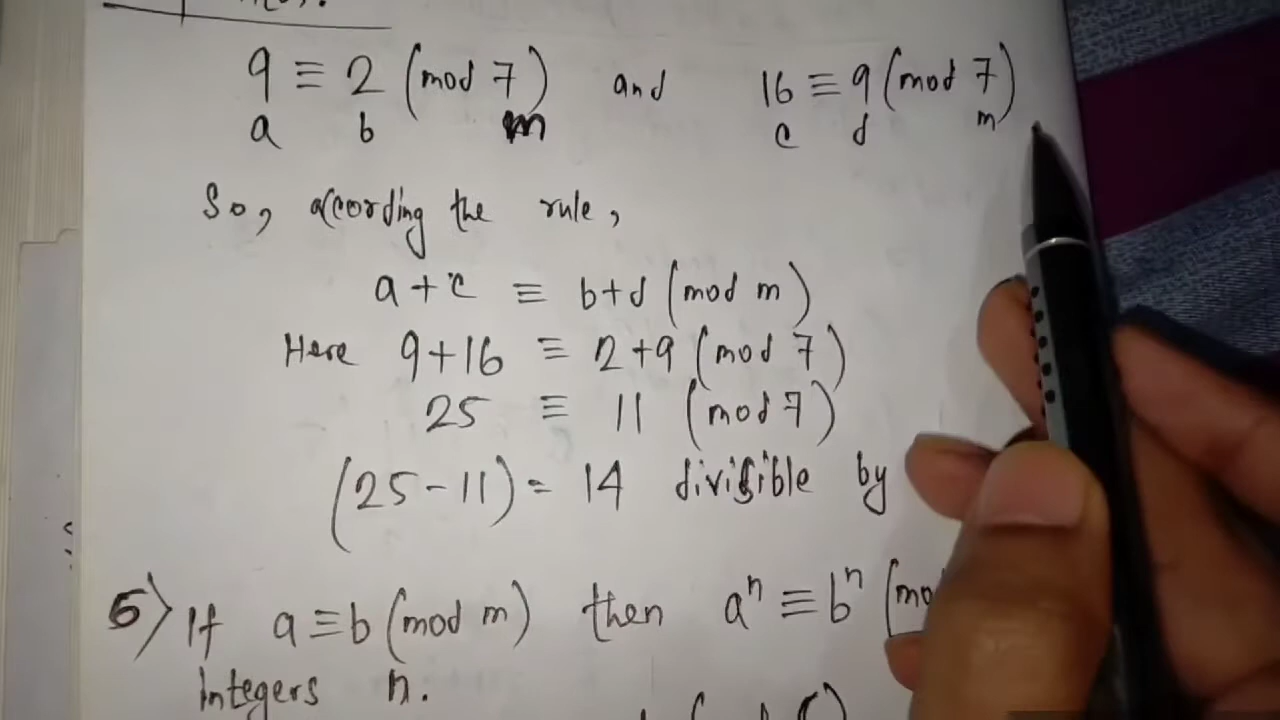 9 ≡ 2 (mod 7) and 16 ≡ 9 (mod 7)
a b m c d m
So, according the rule,
a + c ≡ b+d (mod m)
Here 9+16 ≡ 2+9 (mod 7)
25 ≡ 11 (mod 7)
(25-11) = 14 divisible by
5) If a ≡ b (mod m) then aⁿ ≡ bⁿ (mo
Integers n.